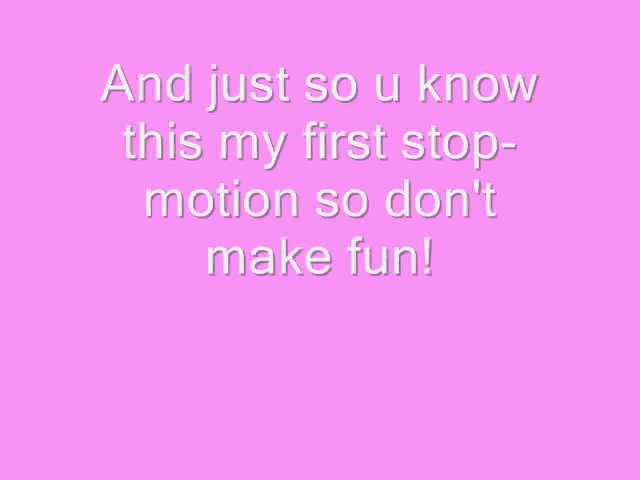 And just so u know
this my first stop-
motion so don't
make fun!